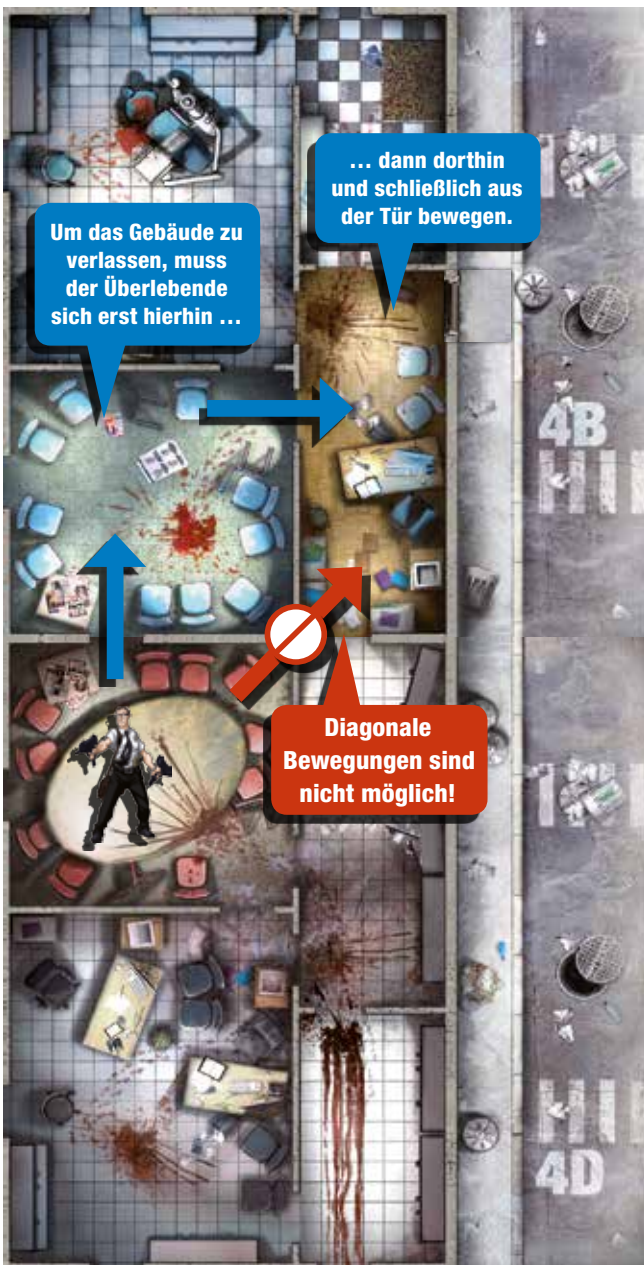 … dann dorthin
und schließlich aus
der Tür bewegen.
Um das Gebäude zu
verlassen, muss
der Überlebende
sich erst hierhin …
4B
Diagonale
Bewegungen sind
nicht möglich!
4D